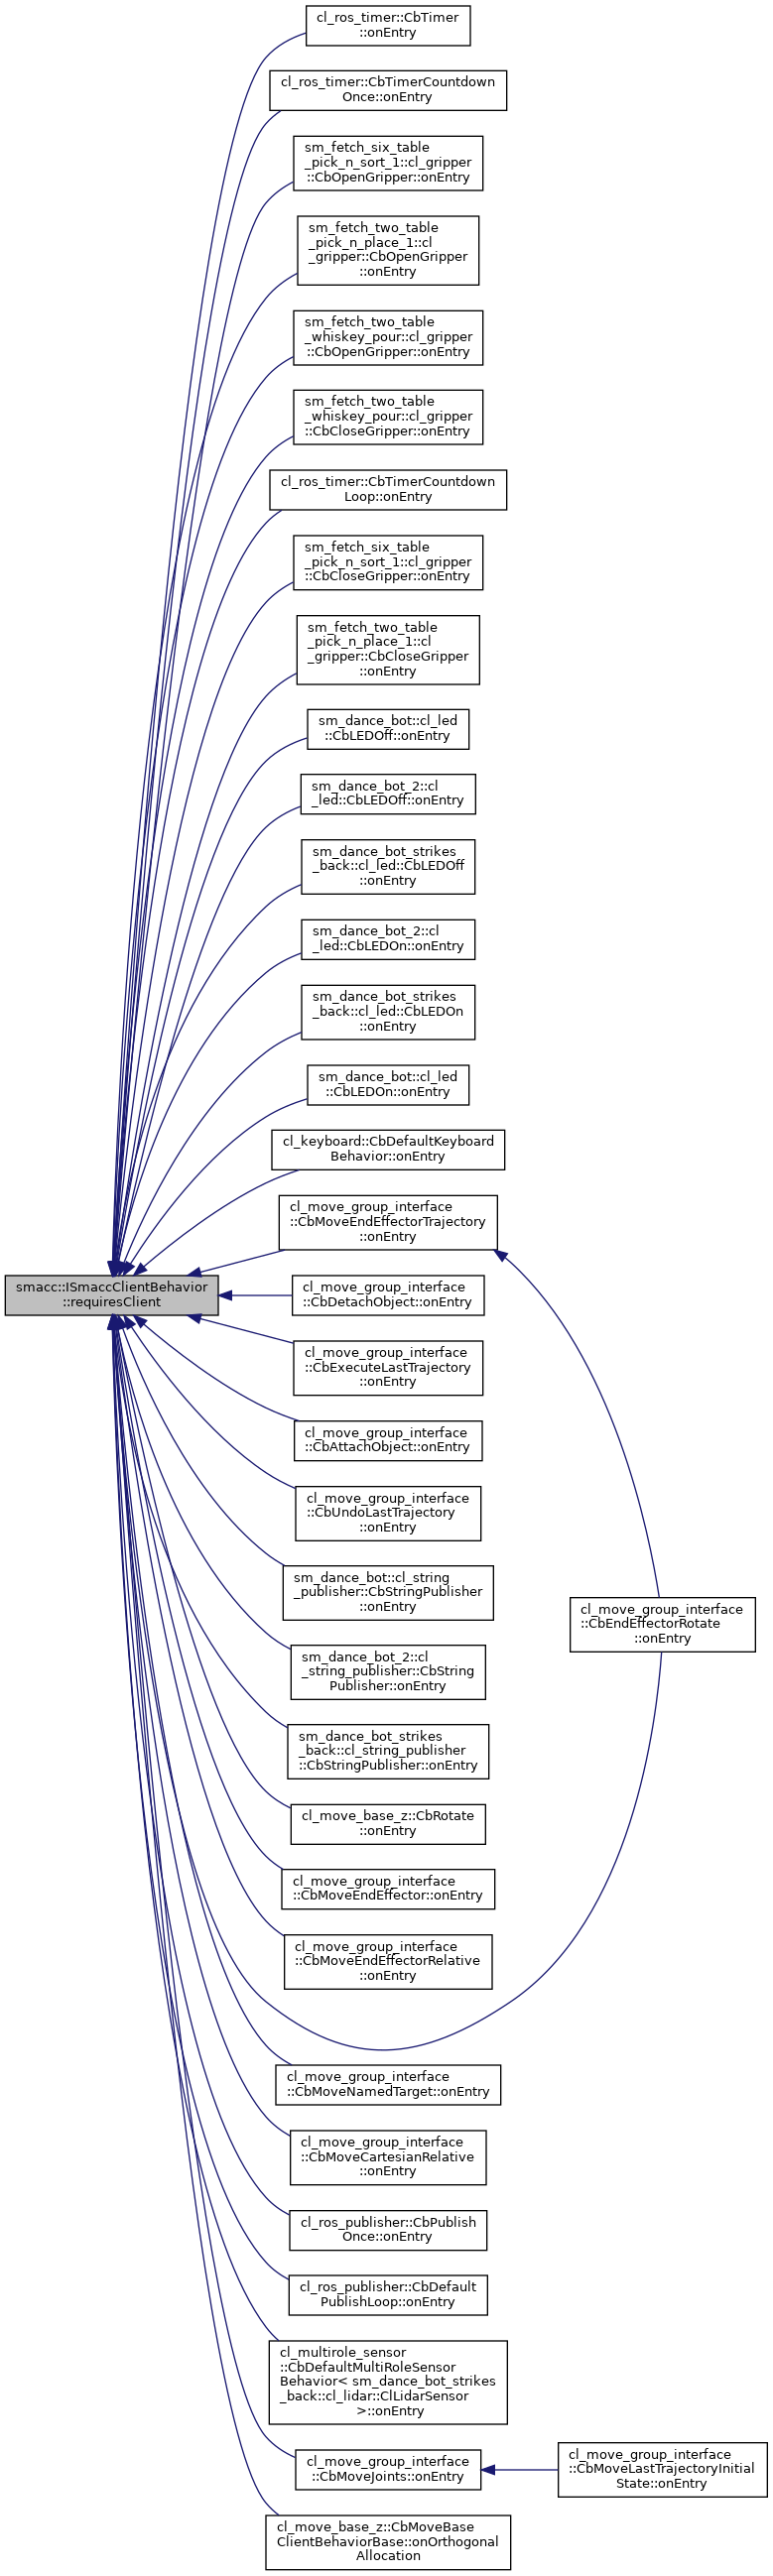 cl_ros_timer::CbTimer
::onEntry
cl_ros_timer::CbTimerCountdown
Once::onEntry
sm_fetch_six_table
_pick_n_sort_1::cl_gripper
::CbOpenGripper::onEntry
sm_fetch_two_table
_pick_n_place_1::cl
_gripper::CbOpenGripper
::onEntry
sm_fetch_two_table
_whiskey_pour::cl_gripper
::CbOpenGripper::onEntry
sm_fetch_two_table
_whiskey_pour::cl_gripper
::CbCloseGripper::onEntry
cl_ros_timer::CbTimerCountdown
Loop::onEntry
sm_fetch_six_table
_pick_n_sort_1::cl_gripper
::CbCloseGripper::onEntry
sm_fetch_two_table
_pick_n_place_1::cl
_gripper::CbCloseGripper
::onEntry
sm_dance_bot::cl_led
::CbLEDOff::onEntry
sm_dance_bot_2::cl
_led::CbLEDOff::onEntry
sm_dance_bot_strikes
_back::cl_led::CbLEDOff
::onEntry
sm_dance_bot_2::cl
_led::CbLEDOn::onEntry
sm_dance_bot_strikes
_back::cl_led::CbLEDOn
::onEntry
sm_dance_bot::cl_led
::CbLEDOn::onEntry
cl_keyboard::CbDefaultKeyboard
Behavior::onEntry
cl_move_group_interface
::CbMoveEndEffectorTrajectory
::onEntry
smacc::ISmaccClientBehavior
::requiresClient
cl_move_group_interface
::CbDetachObject::onEntry
cl_move_group_interface
::CbExecuteLastTrajectory
::onEntry
cl_move_group_interface
::CbAttachObject::onEntry
cl_move_group_interface
::CbUndoLastTrajectory
::onEntry
sm_dance_bot::cl_string
_publisher::CbStringPublisher
::onEntry
cl_move_group_interface
::CbEndEffectorRotate
::onEntry
sm_dance_bot_2::cl
_string_publisher::CbString
Publisher::onEntry
sm_dance_bot_strikes
_back::cl_string_publisher
::CbStringPublisher::onEntry
cl_move_base_z::CbRotate
::onEntry
cl_move_group_interface
::CbMoveEndEffector::onEntry
cl_move_group_interface
::CbMoveEndEffectorRelative
::onEntry
cl_move_group_interface
::CbMoveNamedTarget::onEntry
cl_move_group_interface
::CbMoveCartesianRelative
::onEntry
cl_ros_publisher::CbPublish
Once::onEntry
cl_ros_publisher::CbDefault
PublishLoop::onEntry
cl_multirole_sensor
::CbDefaultMultiRoleSensor
Behavior< sm_dance_bot_strikes
_back::cl_lidar::ClLidarSensor
>::onEntry
cl_move_group_interface
::CbMoveJoints::onEntry
cl_move_group_interface
::CbMoveLastTrajectoryInitial
State::onEntry
cl_move_base_z::CbMoveBase
ClientBehaviorBase::onOrthogonal
Allocation